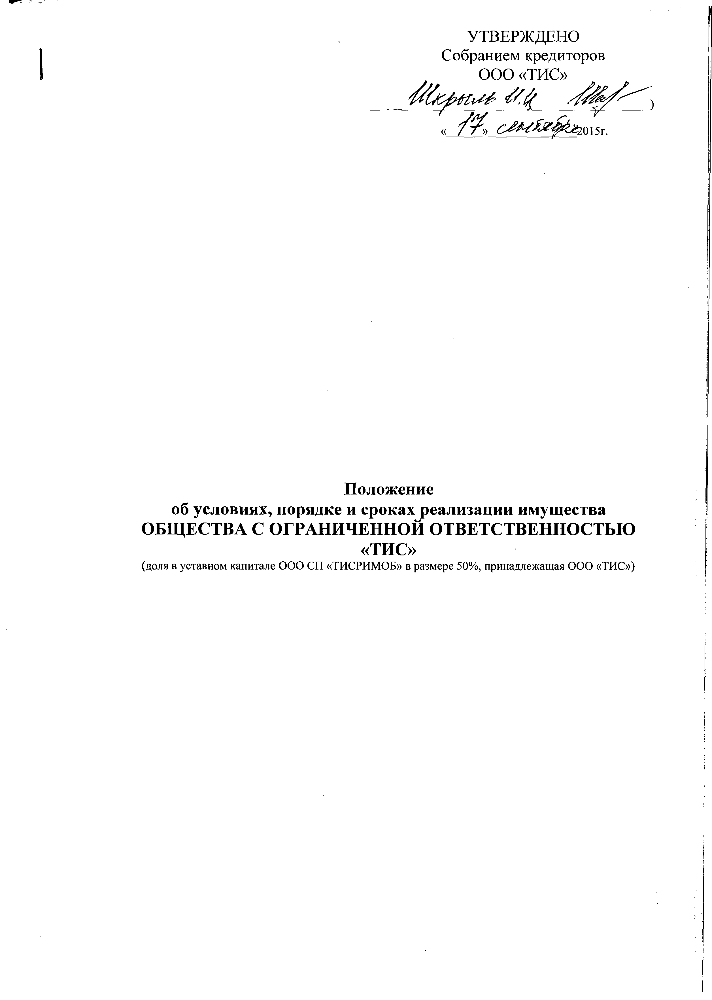 УТВЕРЖДЕНО
Собранием кредиторов
ООО «ТИС»
Шкрыль И.И )
« 17 » сентября 2015г.
Положение
об условиях, порядке и сроках реализации имущества
ОБЩЕСТВА С ОГРАНИЧЕННОЙ ОТВЕТСТВЕННОСТЬЮ
«ТИС»
(доля в уставном капитале ООО СП «ТИСРИМОБ» в размере 50%, принадлежащая ООО «ТИС»)